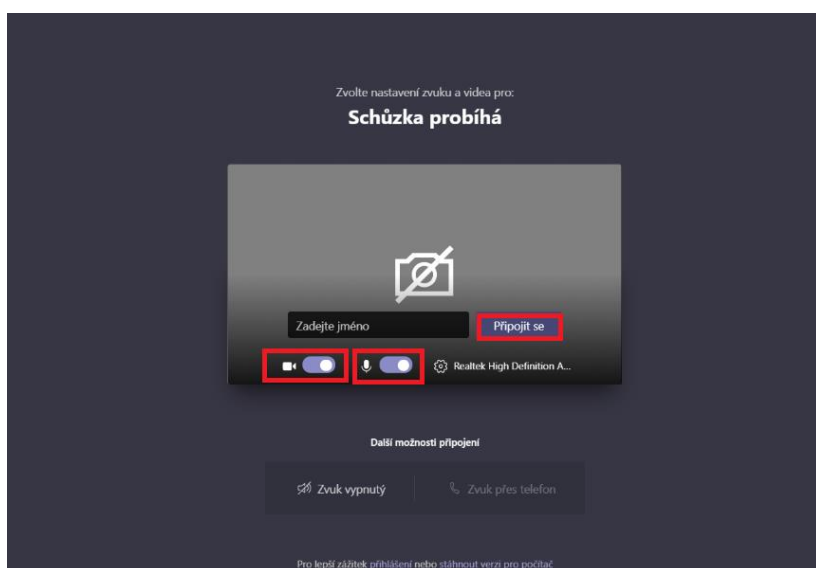 Zvolte nastavení zvuku a videa pro:
Schůzka probíhá
Zadejte jméno
Připojit se
Realtek High Definition A...
Další možnosti připojení
Zvuk vypnutý
Zvuk přes telefon
Pro lepší zážitek přihlášení nebo stáhnout verzi pro počítač